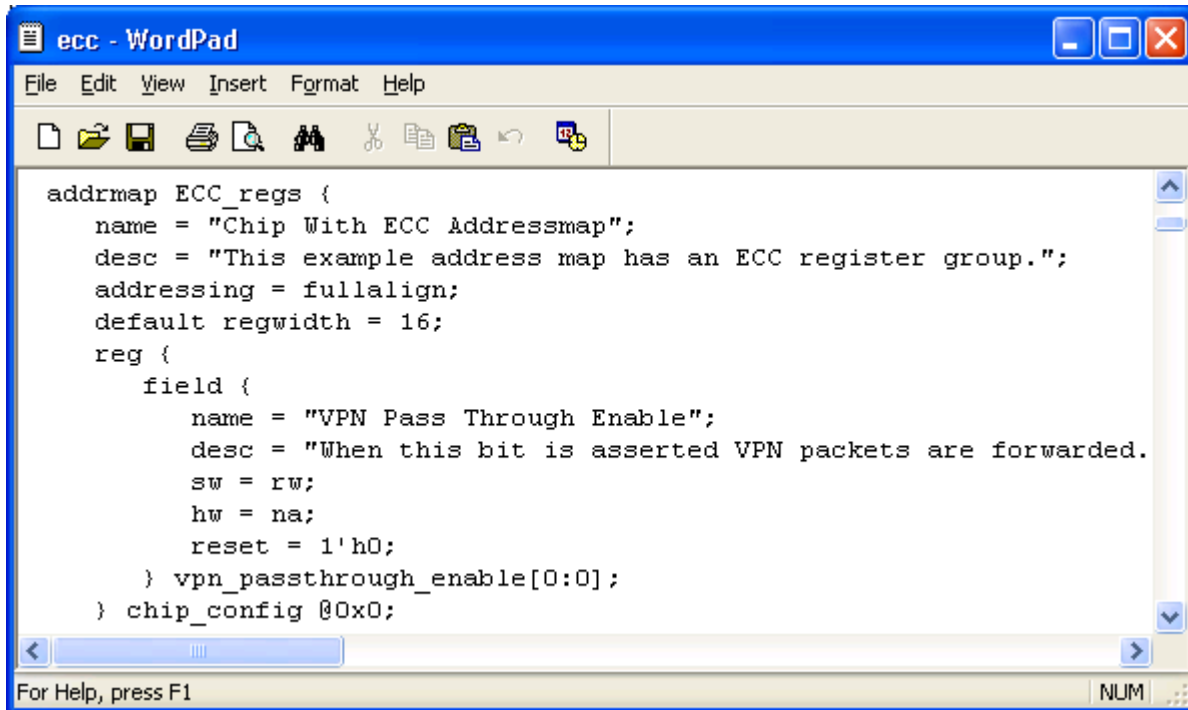 ecc - WordPad
File Edit View Insert Format Help
addrmap ECC_regs {
   name = "Chip With ECC Addressmap";
   desc = "This example address map has an ECC register group.";
   addressing = fullalign;
   default regwidth = 16;
   reg {
      field {
         name = "VPN Pass Through Enable";
         desc = "When this bit is asserted VPN packets are forwarded.
         sw = rw;
         hw = na;
         reset = 1'h0;
      } vpn_passthrough_enable[0:0];
   } chip_config @0x0;
For Help, press F1 NUM